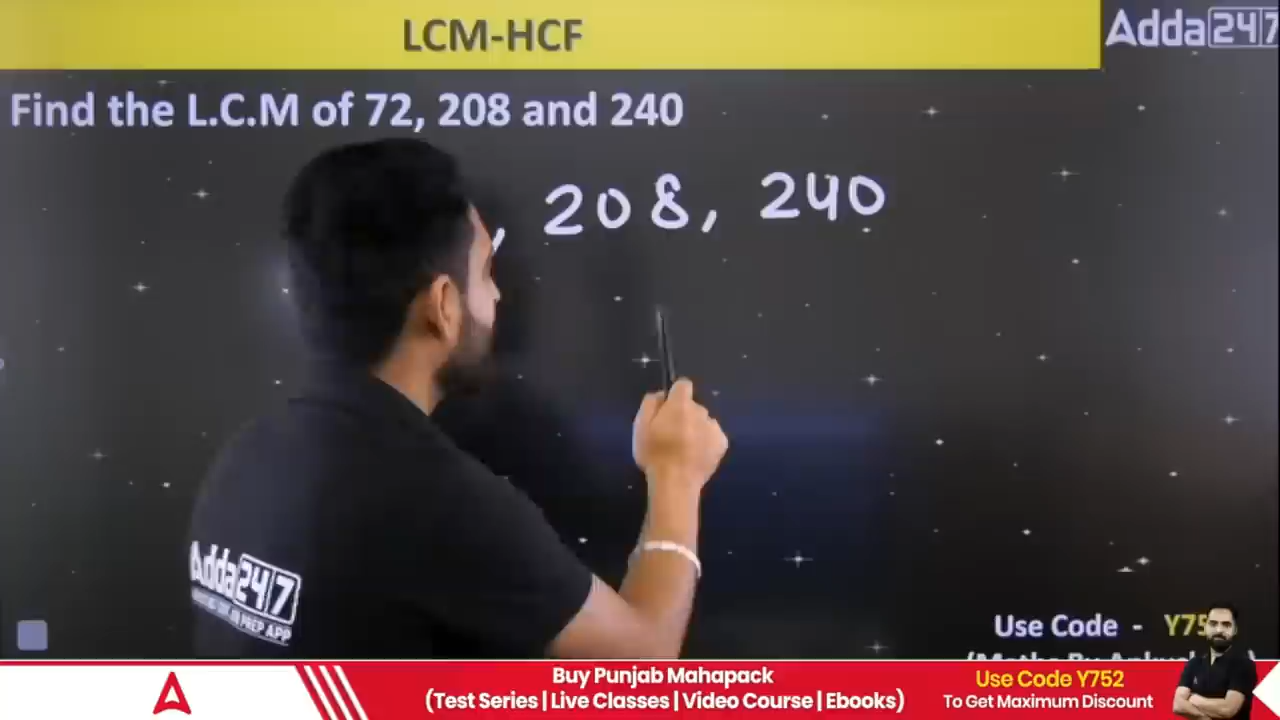 LCM-HCF
Adda247
Find the L.C.M of 72, 208 and 240
, 208, 240
Adda247
Use Code - Y75
Buy Punjab Mahapack
(Test Series | Live Classes | Video Course | Ebooks)
Use Code Y752
To Get Maximum Discount